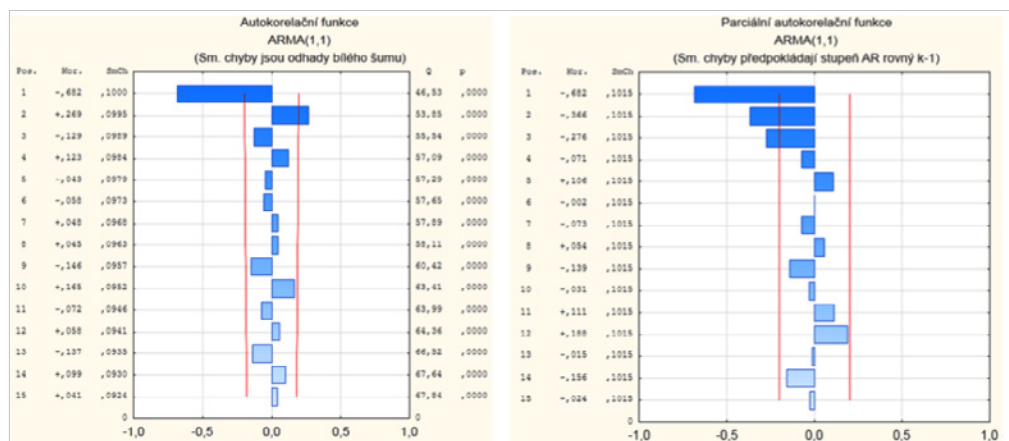 Autokorelační funkce
ARMA(1,1)
(Sm. chyby jsou odhady bílého šumu)
Pos. Hor. SmCh Q p
1 -,682 ,1000 46,53 ,0000
2 +,269 ,0995 53,85 ,0000
3 -,129 ,0989 55,54 ,0000
4 +,123 ,0984 57,09 ,0000
5 -,043 ,0979 57,29 ,0000
6 -,058 ,0973 57,65 ,0000
7 +,048 ,0968 57,89 ,0000
8 +,045 ,0963 58,11 ,0000
9 -,146 ,0957 60,42 ,0000
10 +,165 ,0952 63,41 ,0000
11 -,072 ,0946 63,99 ,0000
12 +,058 ,0941 64,36 ,0000
13 -,137 ,0935 66,52 ,0000
14 +,099 ,0930 67,64 ,0000
15 +,041 ,0924 67,84 ,0000
0 0
-1,0 -0,5 0,0 0,5 1,0
Parciální autokorelační funkce
ARMA(1,1)
(Sm. chyby předpokládají stupeň AR rovný k-1)
Pos. Hor. SmCh
1 -,682 ,1015
2 -,366 ,1015
3 -,276 ,1015
4 -,071 ,1015
5 +,106 ,1015
6 -,002 ,1015
7 -,073 ,1015
8 +,054 ,1015
9 -,139 ,1015
10 -,031 ,1015
11 +,111 ,1015
12 +,188 ,1015
13 -,015 ,1015
14 -,156 ,1015
15 -,024 ,1015
0
-1,0 -0,5 0,0 0,5 1,0